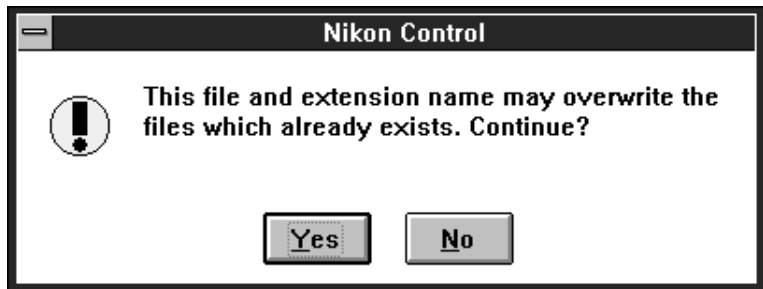 Nikon Control
This file and extension name may overwrite the
files which already exists. Continue?
Yes
No